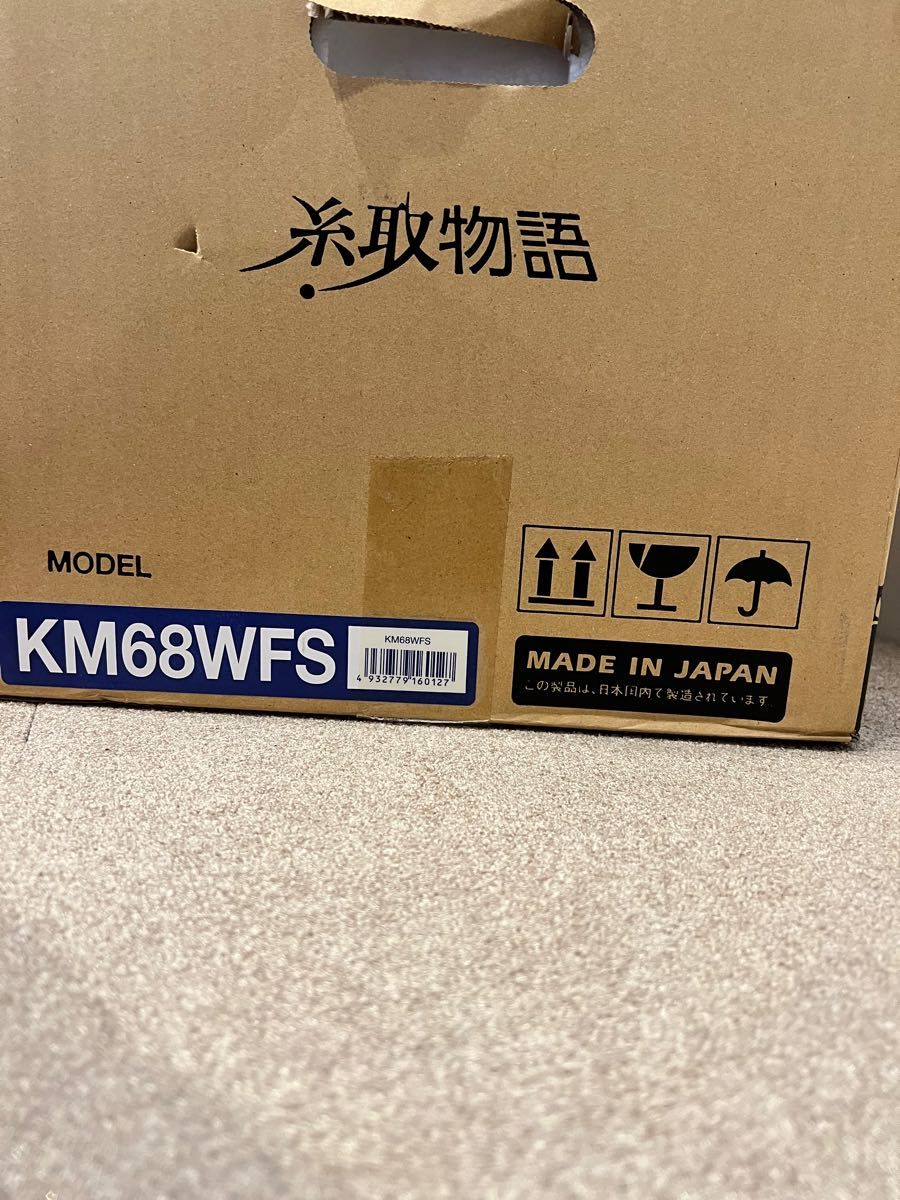 糸取物語
MODEL
KM68WFS
KM68WFS
4 932779 160127
MADE IN JAPAN
この製品は、日本国内で製造されています。